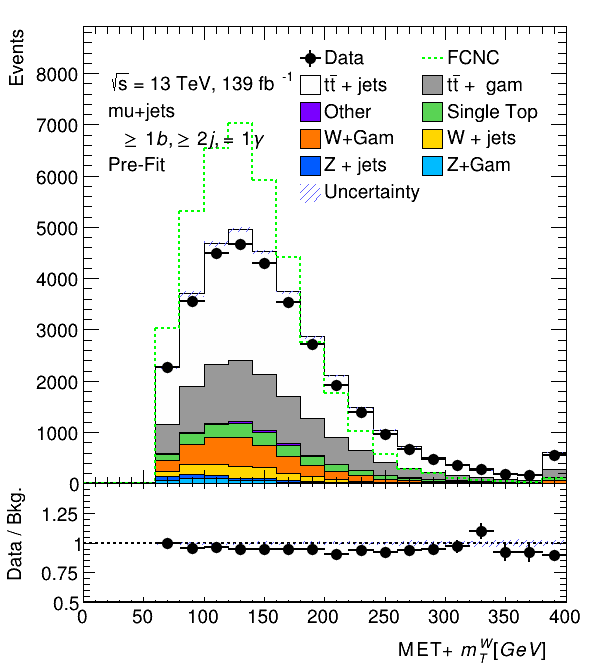 Events
8000
7000
6000
5000
4000
3000
2000
1000
0
√s = 13 TeV, 139 fb⁻¹
mu+jets
≥ 1b, ≥ 2j, = 1γ
Pre-Fit
Data
FCNC
tt̄ + jets
tt̄ + gam
Other
Single Top
W+Gam
W + jets
Z + jets
Z+Gam
Uncertainty
Data / Bkg.
1.25
1
0.75
0.5
0 50 100 150 200 250 300 350 400
MET+ m_T^W[GeV]